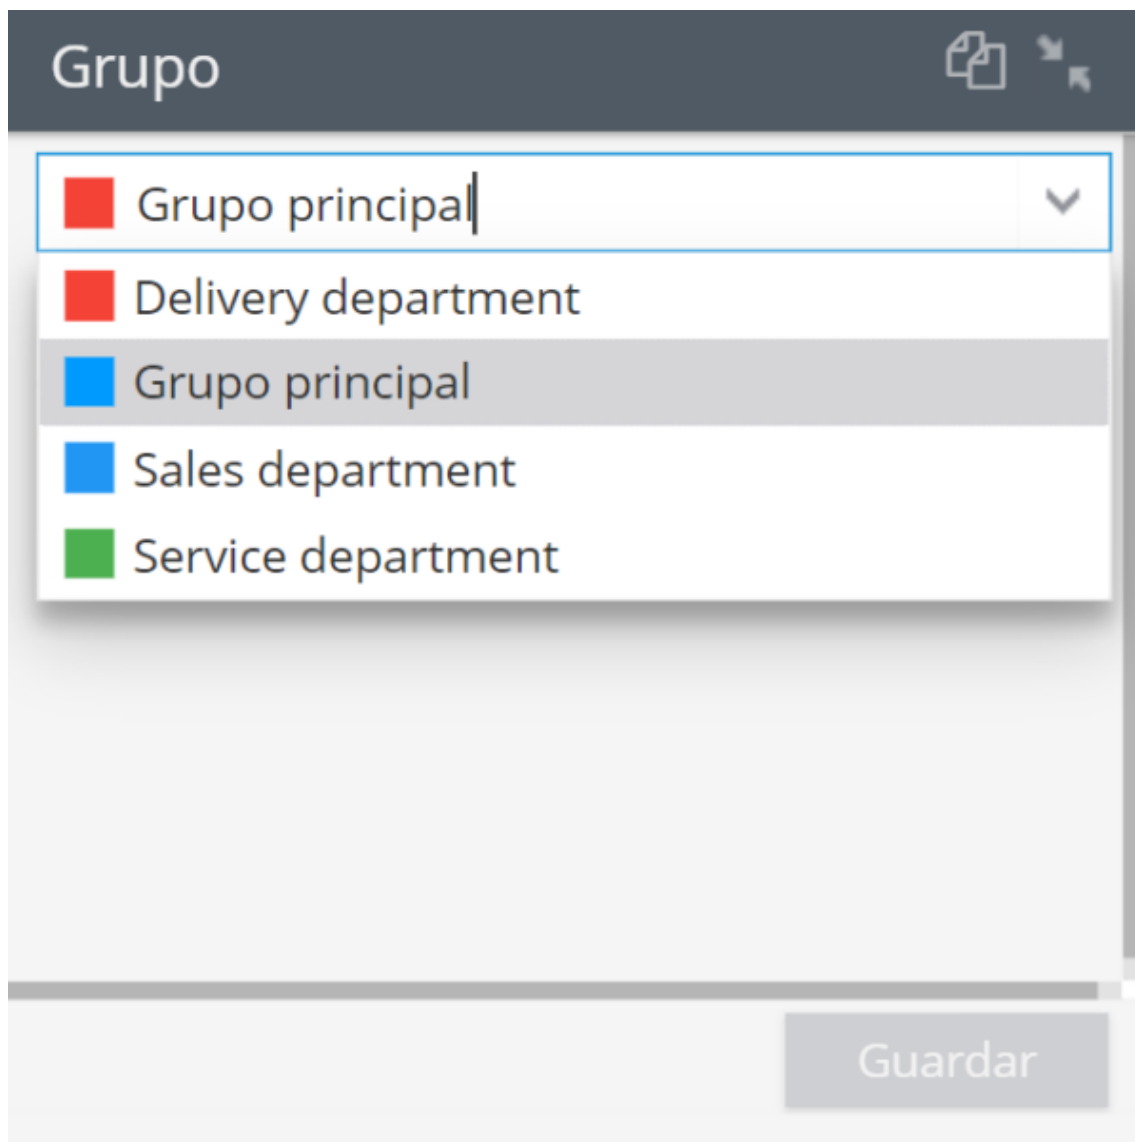 Grupo
Grupo principal
Delivery department
Grupo principal
Sales department
Service department
Guardar